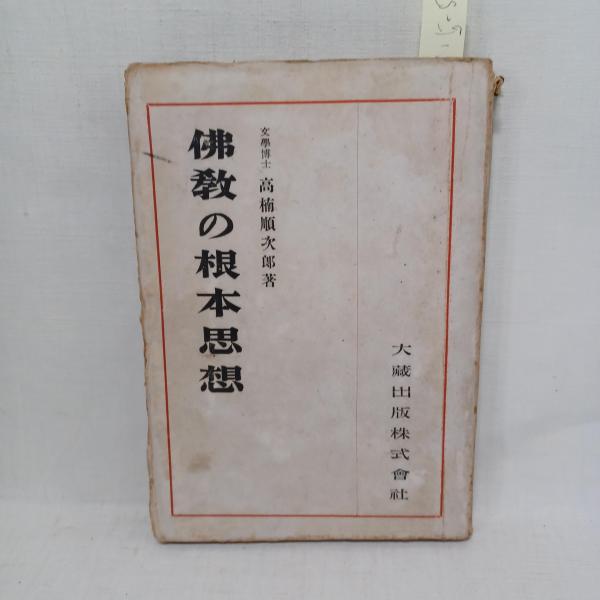 大藏出版株式會社
文學博士 高楠順次郎著
佛敎の根本思想